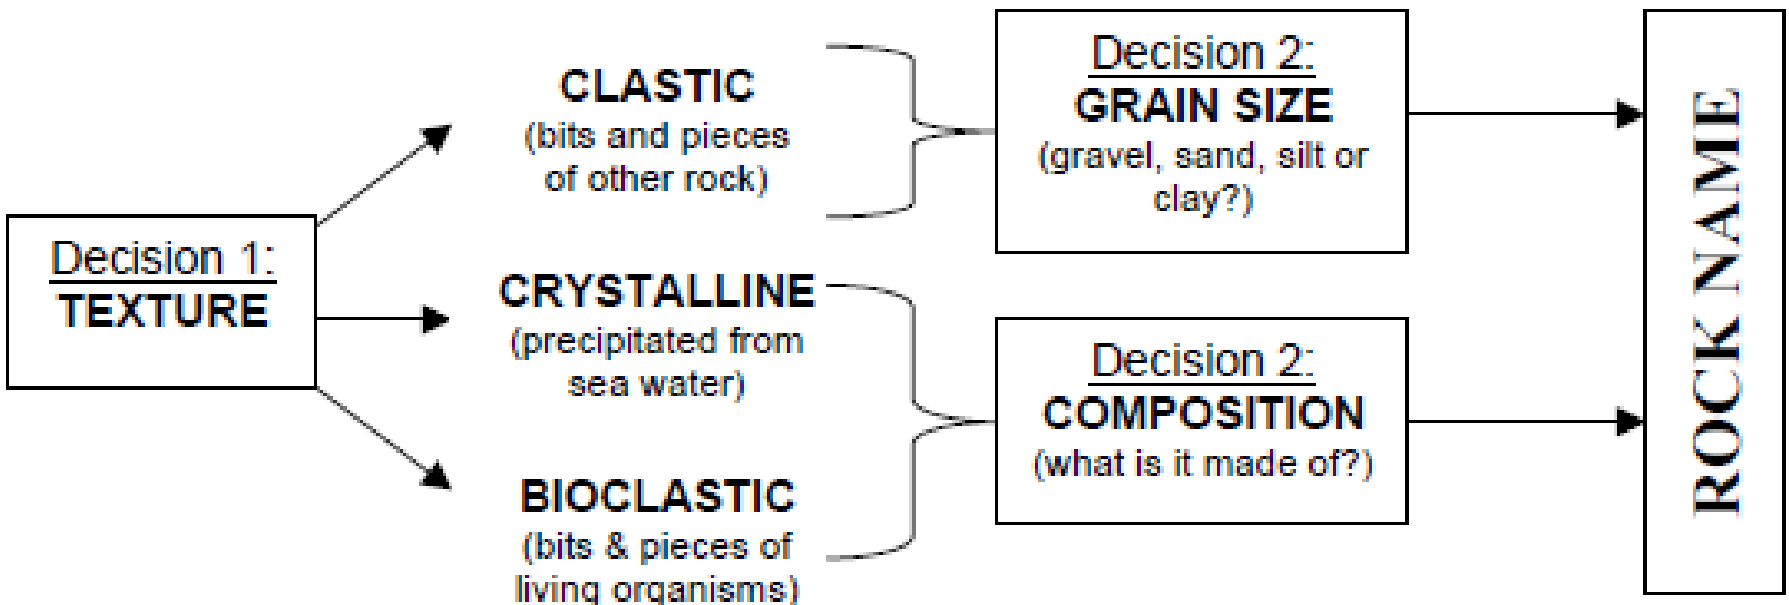 Decision 1:
TEXTURE
CLASTIC
(bits and pieces
of other rock)
CRYSTALLINE
(precipitated from
sea water)
BIOCLASTIC
(bits & pieces of
living organisms)
Decision 2:
GRAIN SIZE
(gravel, sand, silt or
clay?)
Decision 2:
COMPOSITION
(what is it made of?)
ROCK NAME